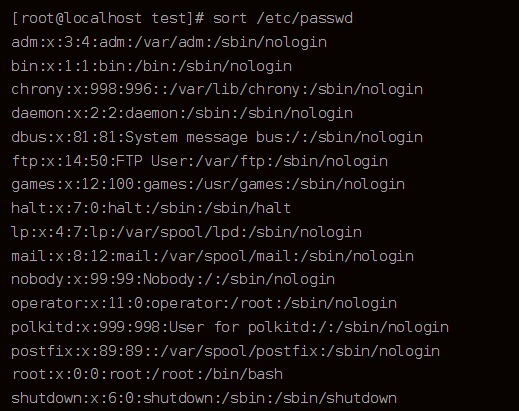 [root@localhost test]# sort /etc/passwd
adm:x:3:4:adm:/var/adm:/sbin/nologin
bin:x:1:1:bin:/bin:/sbin/nologin
chrony:x:998:996::/var/lib/chrony:/sbin/nologin
daemon:x:2:2:daemon:/sbin:/sbin/nologin
dbus:x:81:81:System message bus:/:/sbin/nologin
ftp:x:14:50:FTP User:/var/ftp:/sbin/nologin
games:x:12:100:games:/usr/games:/sbin/nologin
halt:x:7:0:halt:/sbin:/sbin/halt
lp:x:4:7:lp:/var/spool/lpd:/sbin/nologin
mail:x:8:12:mail:/var/spool/mail:/sbin/nologin
nobody:x:99:99:Nobody:/:/sbin/nologin
operator:x:11:0:operator:/root:/sbin/nologin
polkitd:x:999:998:User for polkitd:/:/sbin/nologin
postfix:x:89:89::/var/spool/postfix:/sbin/nologin
root:x:0:0:root:/root:/bin/bash
shutdown:x:6:0:shutdown:/sbin:/sbin/shutdown